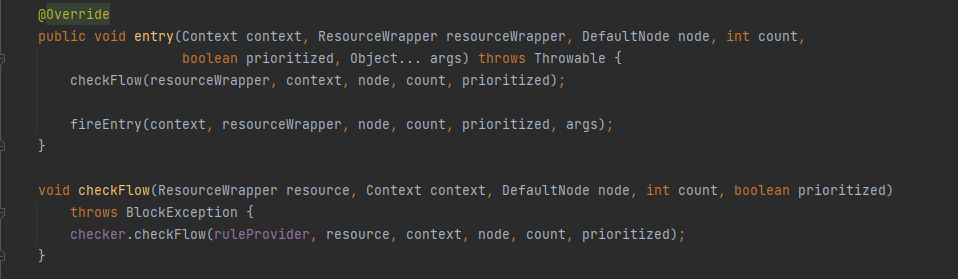 @Override
public void entry(Context context, ResourceWrapper resourceWrapper, DefaultNode node, int count,
                  boolean prioritized, Object... args) throws Throwable {
    checkFlow(resourceWrapper, context, node, count, prioritized);

    fireEntry(context, resourceWrapper, node, count, prioritized, args);
}

void checkFlow(ResourceWrapper resource, Context context, DefaultNode node, int count, boolean prioritized)
    throws BlockException {
    checker.checkFlow(ruleProvider, resource, context, node, count, prioritized);
}